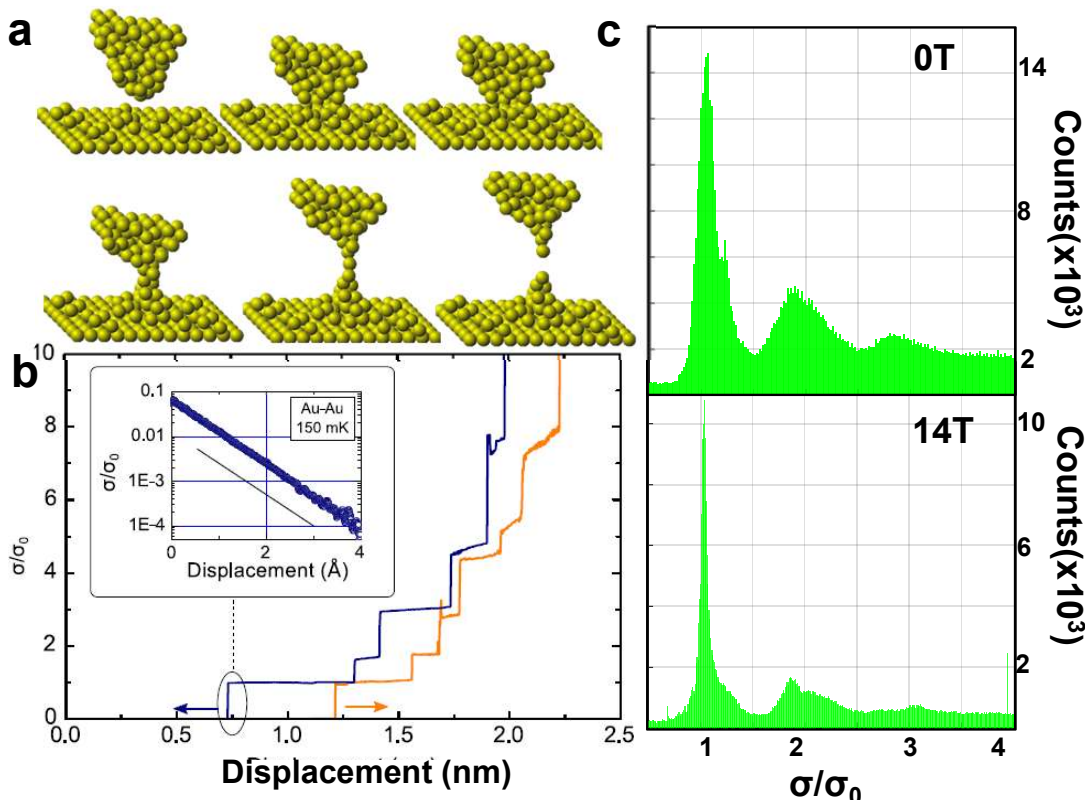 a
b
10
8
6
4
2
0
σ/σ₀
0.0
0.5
1.0
1.5
2.0
2.5
Displacement (nm)
0.1
0.01
1E-3
1E-4
σ/σ₀
Au-Au
150 mK
0
2
4
Displacement (Å)
c
0T
14
8
2
Counts(x10³)
14T
10
6
2
Counts(x10³)
1
2
3
4
σ/σ₀